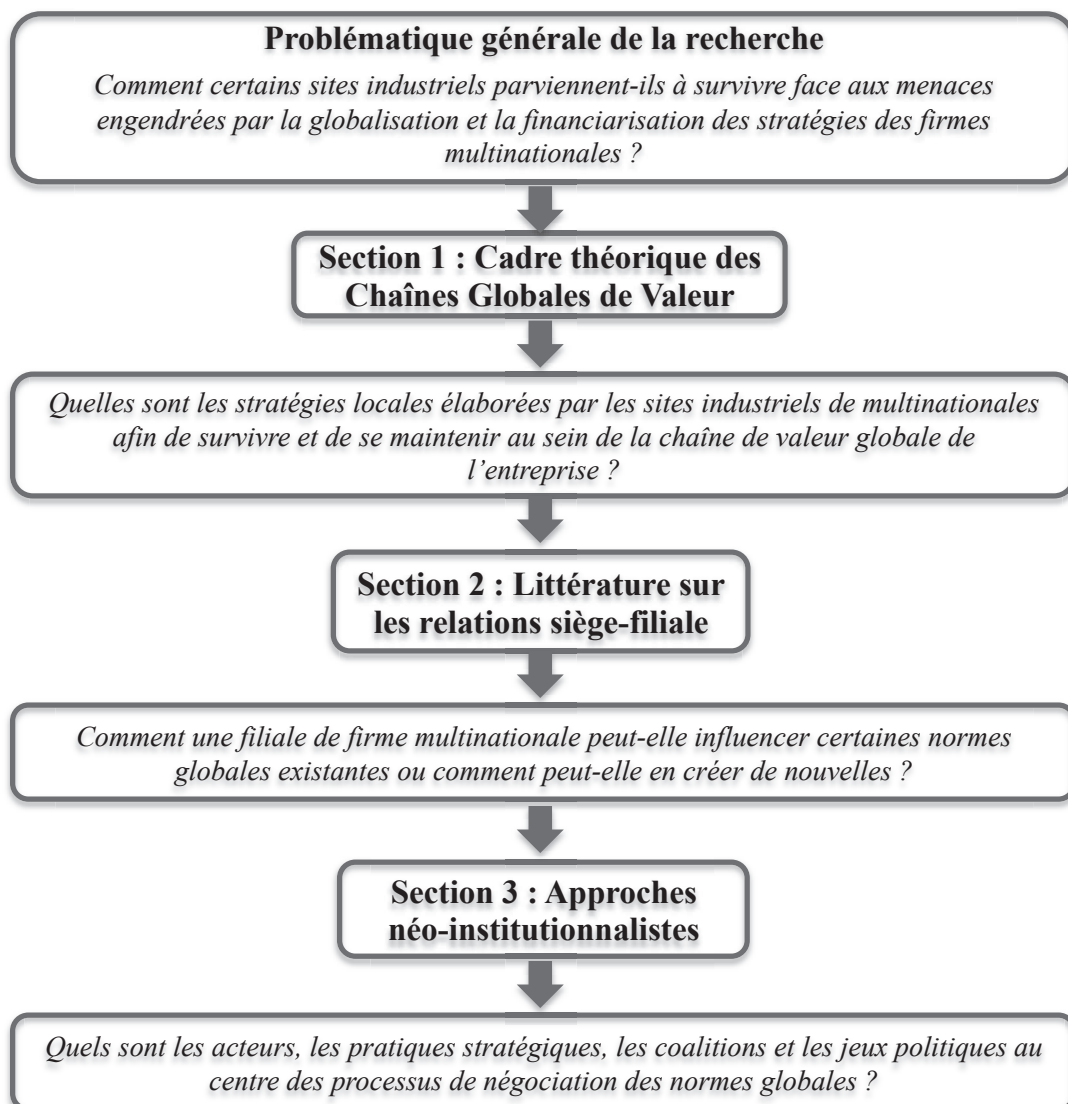 Problématique générale de la recherche
Comment certains sites industriels parviennent-ils à survivre face aux menaces
engendrées par la globalisation et la financiarisation des stratégies des firmes
multinationales ?
Section 1 : Cadre théorique des
Chaînes Globales de Valeur
Quelles sont les stratégies locales élaborées par les sites industriels de multinationales
afin de survivre et de se maintenir au sein de la chaîne de valeur globale de
l’entreprise ?
Section 2 : Littérature sur
les relations siège-filiale
Comment une filiale de firme multinationale peut-elle influencer certaines normes
globales existantes ou comment peut-elle en créer de nouvelles ?
Section 3 : Approches
néo-institutionnalistes
Quels sont les acteurs, les pratiques stratégiques, les coalitions et les jeux politiques au
centre des processus de négociation des normes globales ?